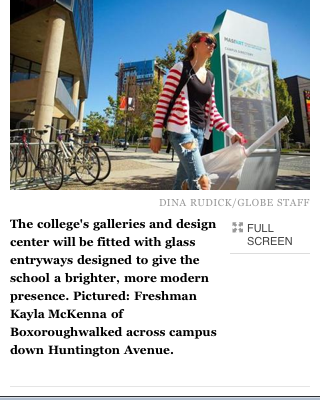 MASSART
DINA RUDICK/GLOBE STAFF
The college's galleries and design
center will be fitted with glass
entryways designed to give the
school a brighter, more modern
presence. Pictured: Freshman
Kayla McKenna of
Boxoroughwalked across campus
down Huntington Avenue.
FULL
SCREEN